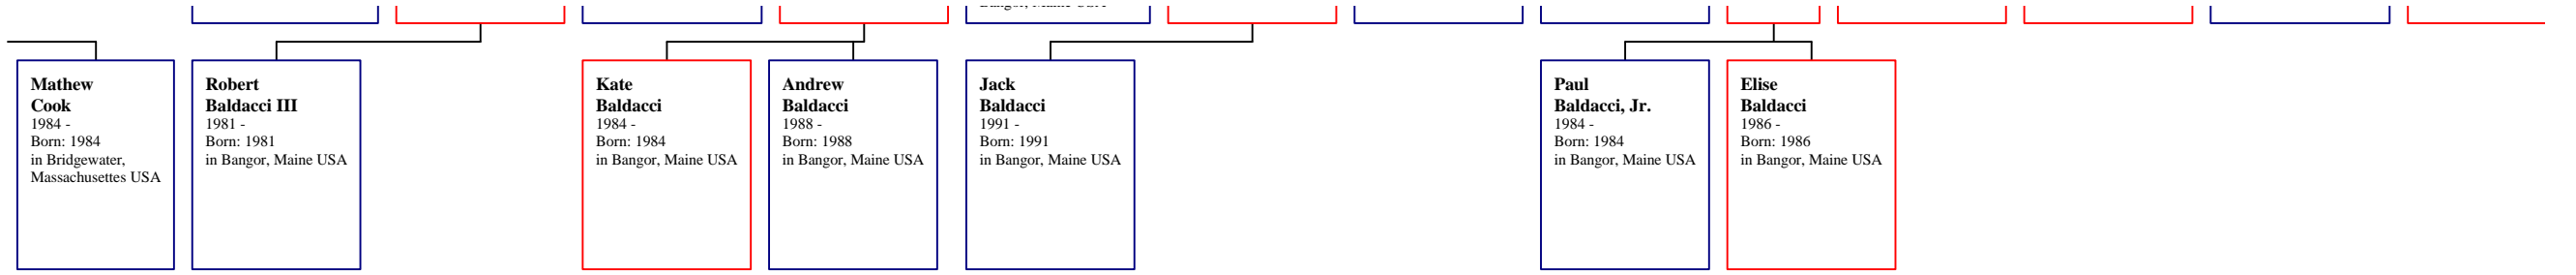 Mathew
Cook
1984 -
Born: 1984
in Bridgewater,
Massachusettes USA
Robert
Baldacci III
1981 -
Born: 1981
in Bangor, Maine USA
Kate
Baldacci
1984 -
Born: 1984
in Bangor, Maine USA
Andrew
Baldacci
1988 -
Born: 1988
in Bangor, Maine USA
Jack
Baldacci
1991 -
Born: 1991
in Bangor, Maine USA
Paul
Baldacci, Jr.
1984 -
Born: 1984
in Bangor, Maine USA
Elise
Baldacci
1986 -
Born: 1986
in Bangor, Maine USA